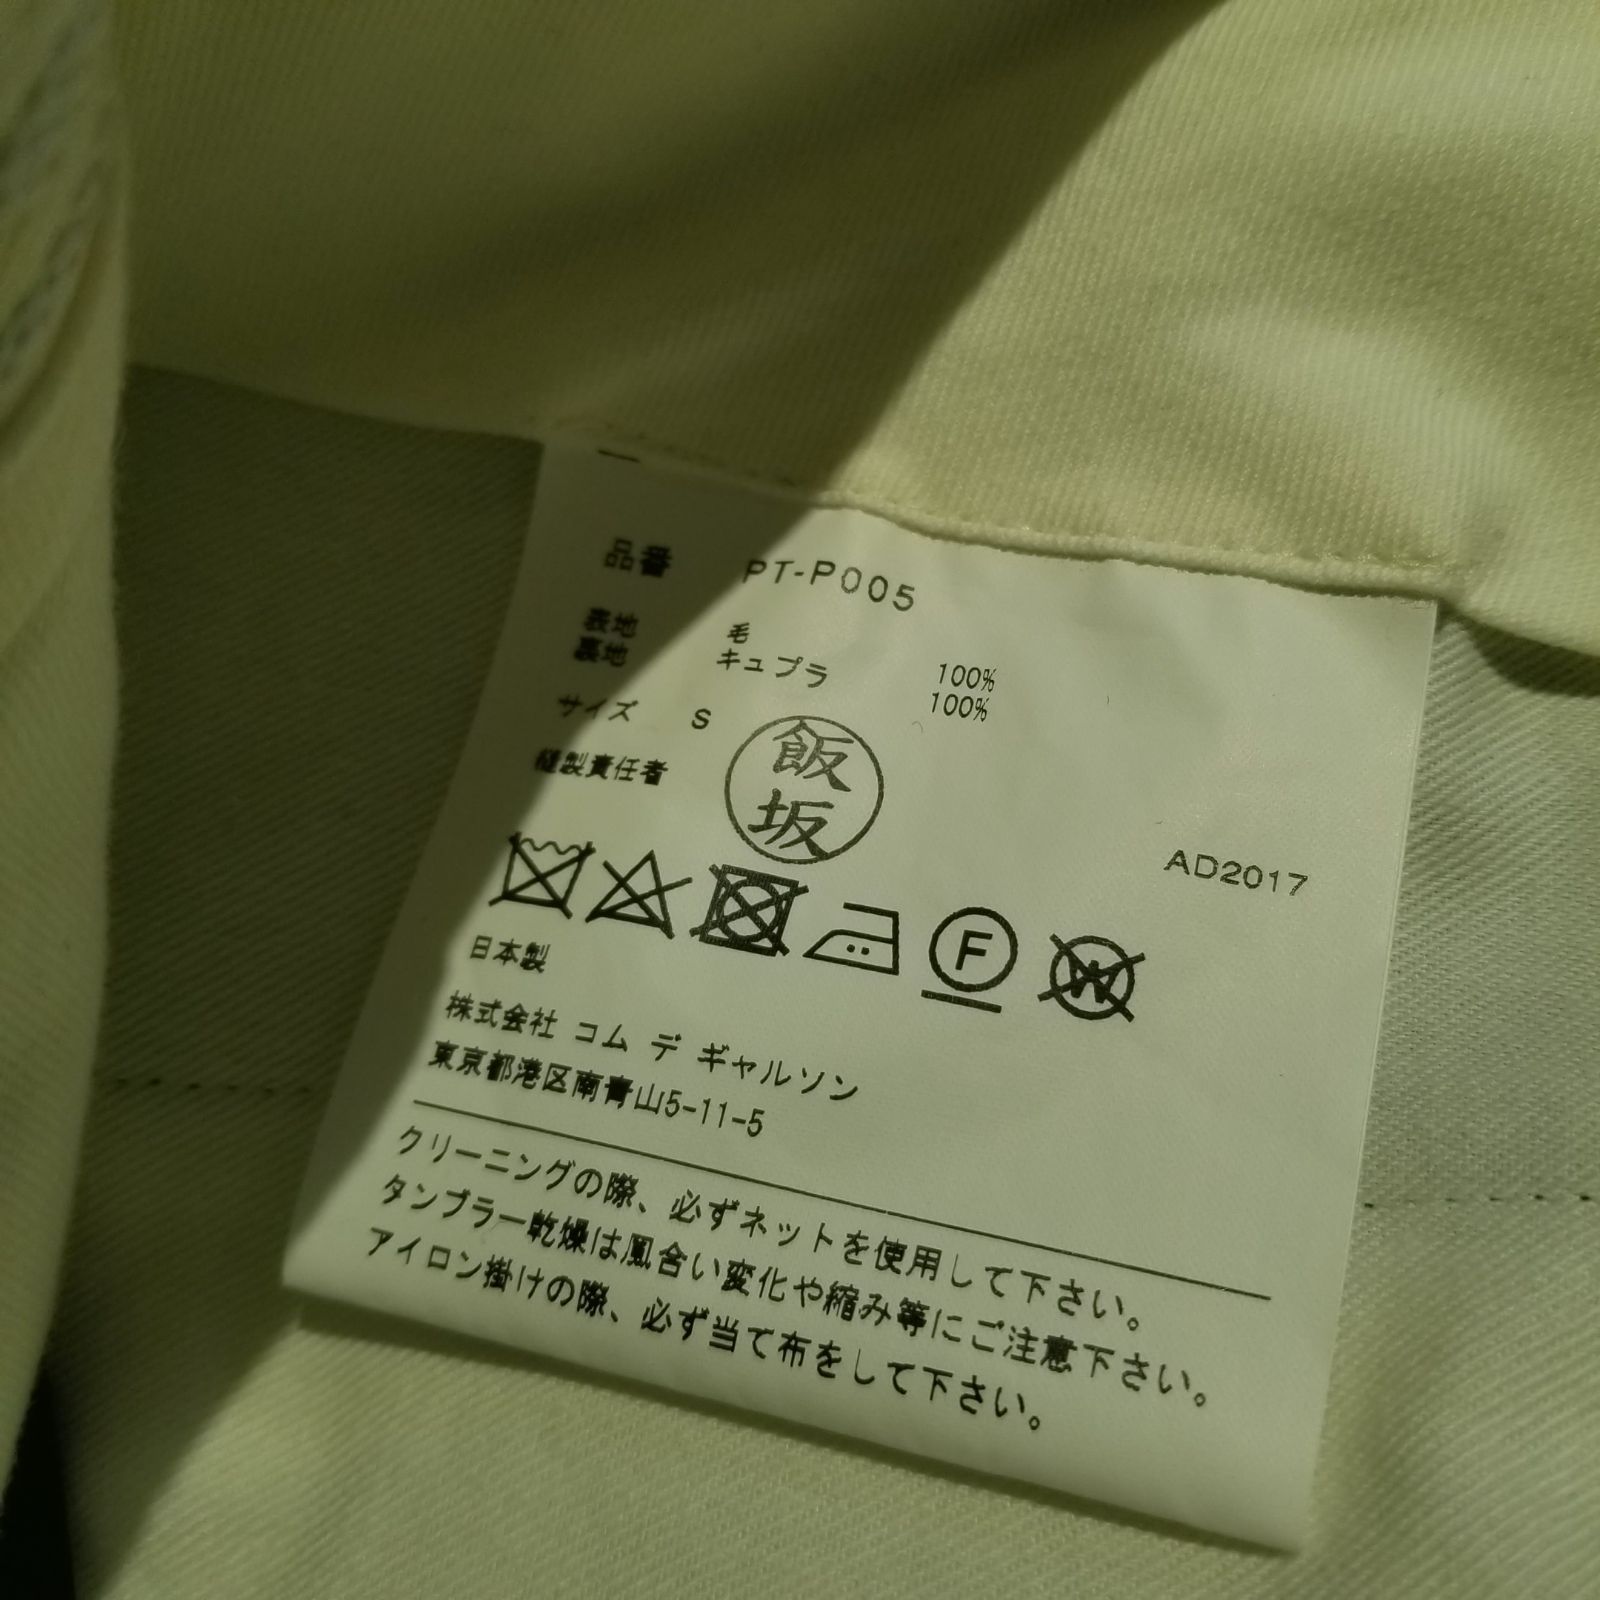 品番 PT-P005
表地 毛 100%
裏地 キュプラ 100%
サイズ S
縫製責任者 飯坂
AD2017
F W
日本製
株式会社 コム デ ギャルソン
東京都港区南青山5-11-5
クリーニングの際、必ずネットを使用して下さい。
タンブラー乾燥は風合い変化や縮み等にご注意下さい。
アイロン掛けの際、必ず当て布をして下さい。